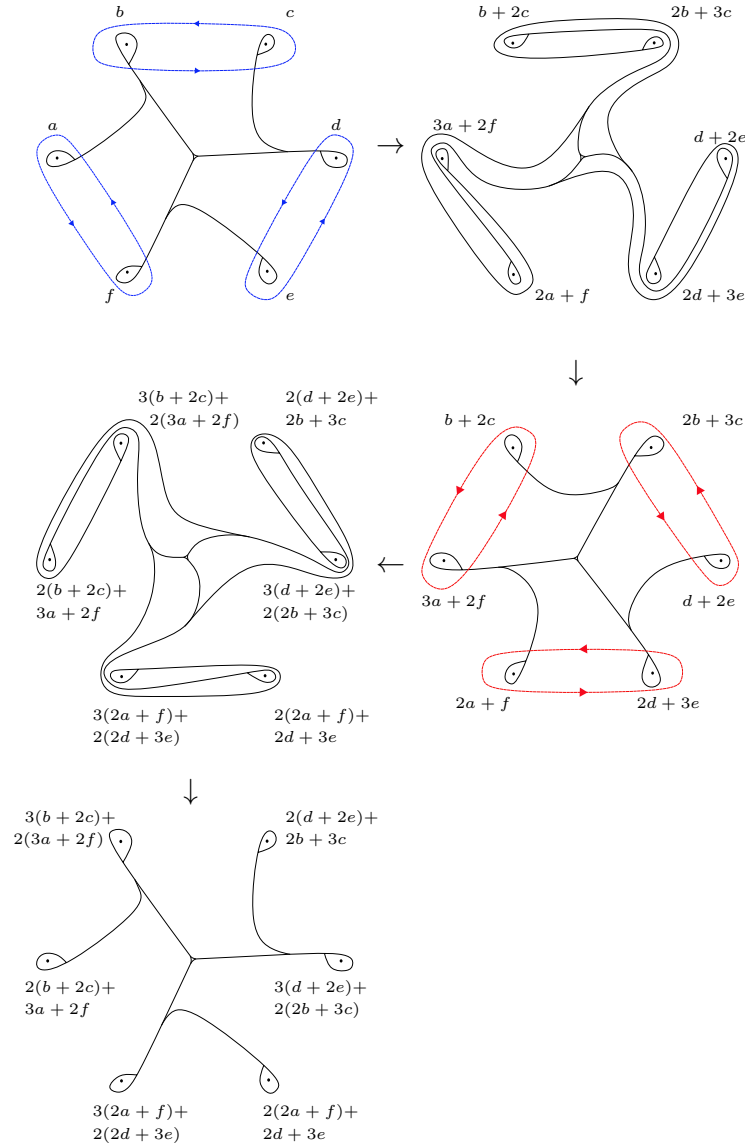 b
c
a
d
f
e
→
b + 2c
2b + 3c
3a + 2f
d + 2e
2a + f
2d + 3e
↓
b + 2c
2b + 3c
3a + 2f
d + 2e
2a + f
2d + 3e
←
3(b + 2c)+
2(3a + 2f)
2(d + 2e)+
2b + 3c
2(b + 2c)+
3a + 2f
3(d + 2e)+
2(2b + 3c)
3(2a + f)+
2(2d + 3e)
2(2a + f)+
2d + 3e
↓
3(b + 2c)+
2(3a + 2f)
2(d + 2e)+
2b + 3c
2(b + 2c)+
3a + 2f
3(d + 2e)+
2(2b + 3c)
3(2a + f)+
2(2d + 3e)
2(2a + f)+
2d + 3e